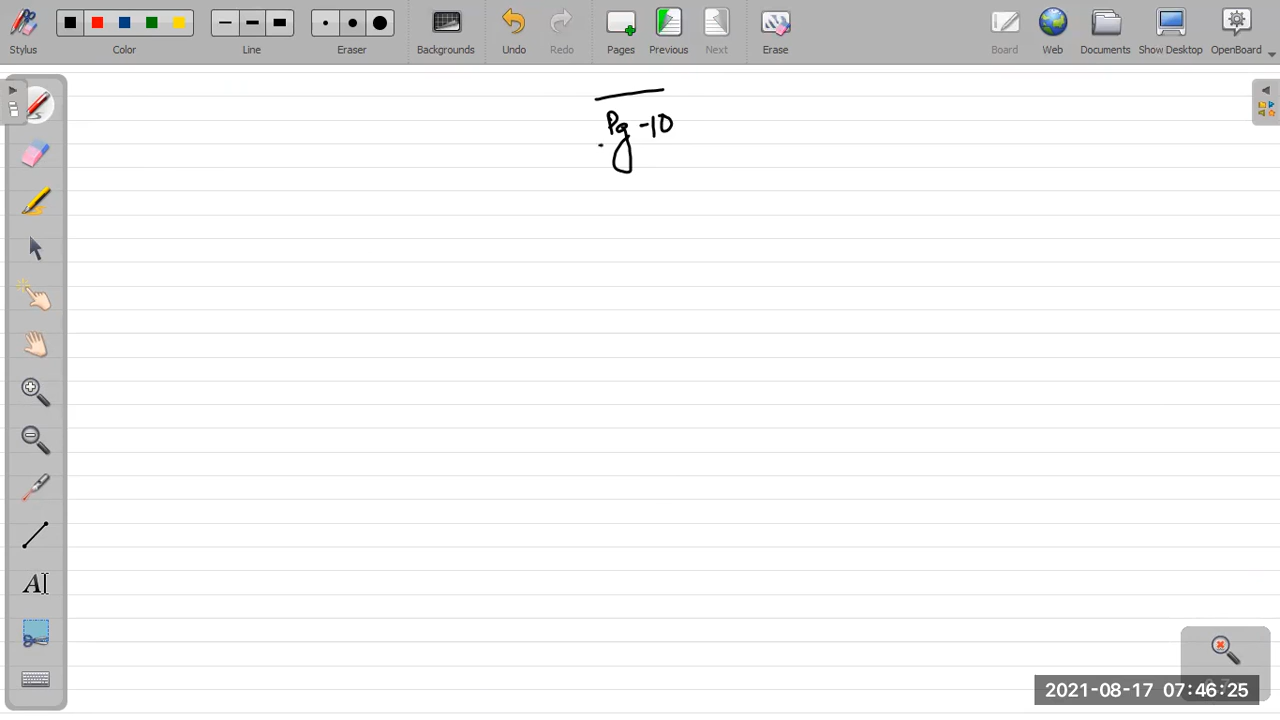 Stylus Color Line Eraser Backgrounds Undo Redo Pages Previous Next Erase Board Web Documents Show Desktop OpenBoard
Pg -10
A
2021-08-17 07:46:25